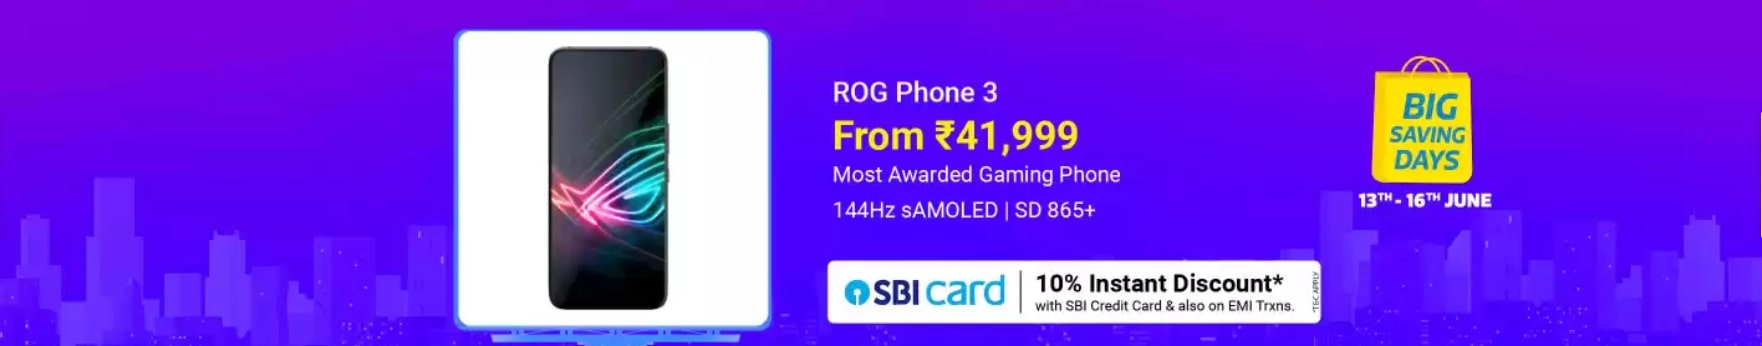 ROG Phone 3
From ₹41,999
Most Awarded Gaming Phone
144Hz sAMOLED | SD 865+
SBI card
10% Instant Discount*
with SBI Credit Card & also on EMI Trxns.
*T&C APPLY
BIG
SAVING
DAYS
13TH - 16TH JUNE